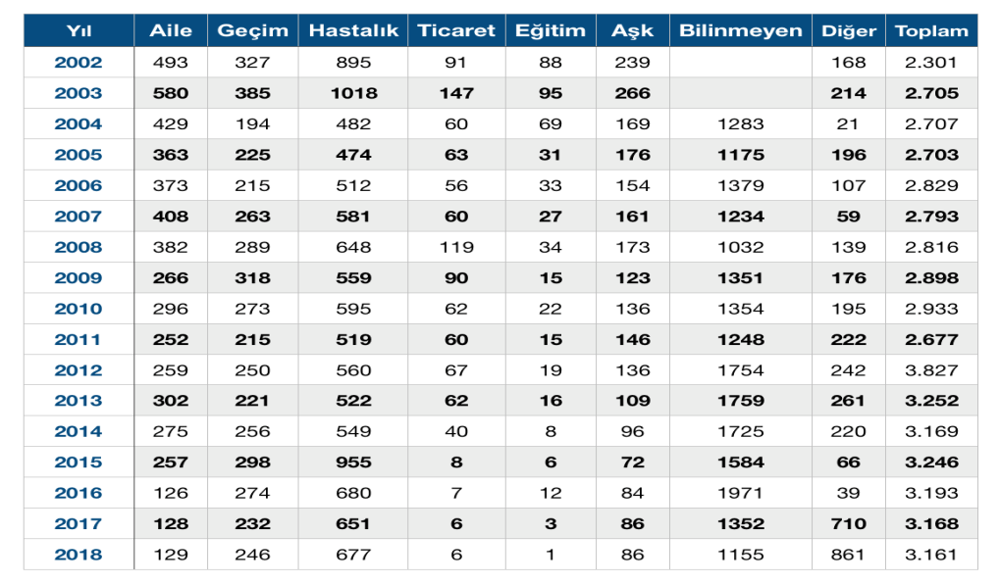 Yıl Aile Geçim Hastalık Ticaret Eğitim Aşk Bilinmeyen Diğer Toplam
2002 493 327 895 91 88 239 168 2.301
2003 580 385 1018 147 95 266 214 2.705
2004 429 194 482 60 69 169 1283 21 2.707
2005 363 225 474 63 31 176 1175 196 2.703
2006 373 215 512 56 33 154 1379 107 2.829
2007 408 263 581 60 27 161 1234 59 2.793
2008 382 289 648 119 34 173 1032 139 2.816
2009 266 318 559 90 15 123 1351 176 2.898
2010 296 273 595 62 22 136 1354 195 2.933
2011 252 215 519 60 15 146 1248 222 2.677
2012 259 250 560 67 19 136 1754 242 3.827
2013 302 221 522 62 16 109 1759 261 3.252
2014 275 256 549 40 8 96 1725 220 3.169
2015 257 298 955 8 6 72 1584 66 3.246
2016 126 274 680 7 12 84 1971 39 3.193
2017 128 232 651 6 3 86 1352 710 3.168
2018 129 246 677 6 1 86 1155 861 3.161